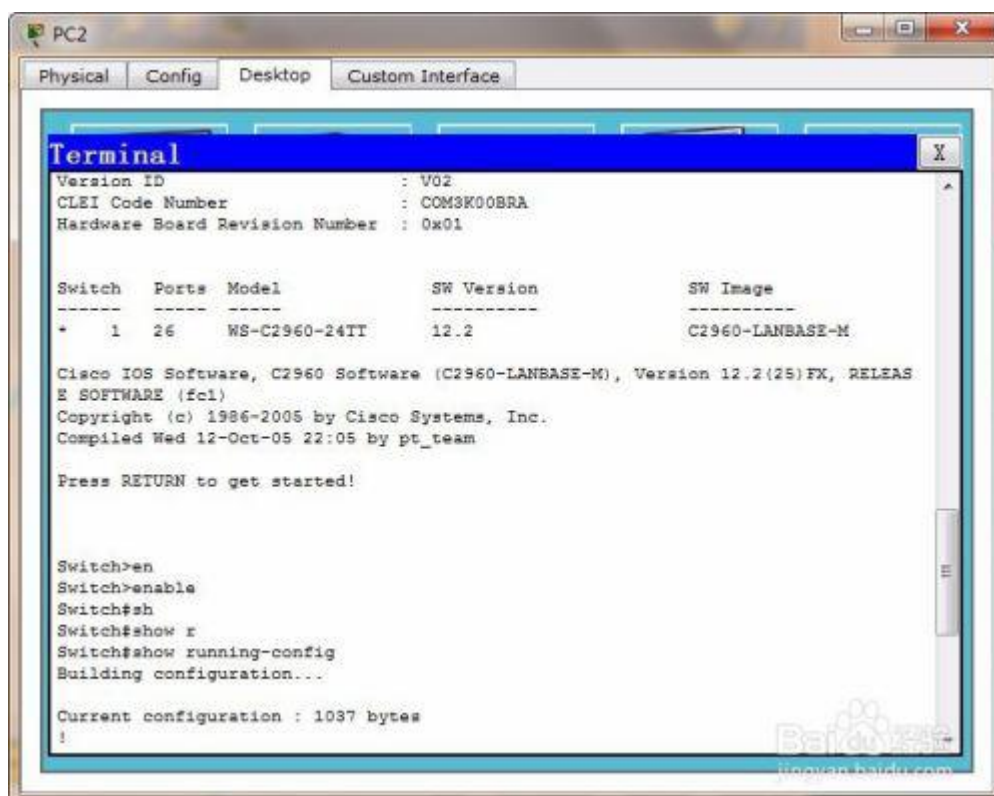 PC2
Physical Config Desktop Custom Interface
Terminal X
Version ID : V02
CLEI Code Number : COM3K00BRA
Hardware Board Revision Number : 0x01
Switch Ports Model SW Version SW Image
------ ----- ----- ---------- ----------
* 1 26 WS-C2960-24TT 12.2 C2960-LANBASE-M
Cisco IOS Software, C2960 Software (C2960-LANBASE-M), Version 12.2(25)FX, RELEAS
E SOFTWARE (fc1)
Copyright (c) 1986-2005 by Cisco Systems, Inc.
Compiled Wed 12-Oct-05 22:05 by pt_team
Press RETURN to get started!
Switch>en
Switch>enable
Switch#sh
Switch#show r
Switch#show running-config
Building configuration...
Current configuration : 1037 bytes
!
Baidu 经验
jingyan.baidu.com